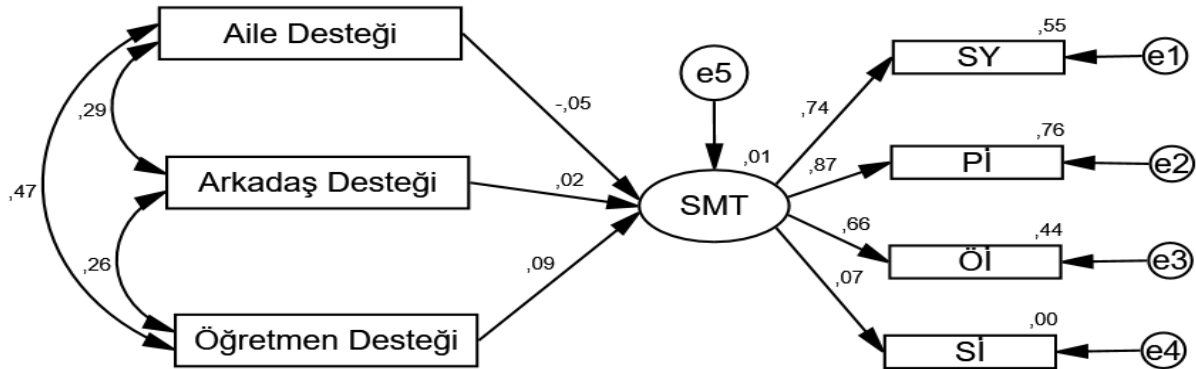 Aile Desteği
Arkadaş Desteği
Öğretmen Desteği
,29
,47
,26
-,05
,02
,09
e5
,01
SMT
,74
,87
,66
,07
,55
SY
e1
,76
Pİ
e2
,44
Öİ
e3
,00
Sİ
e4